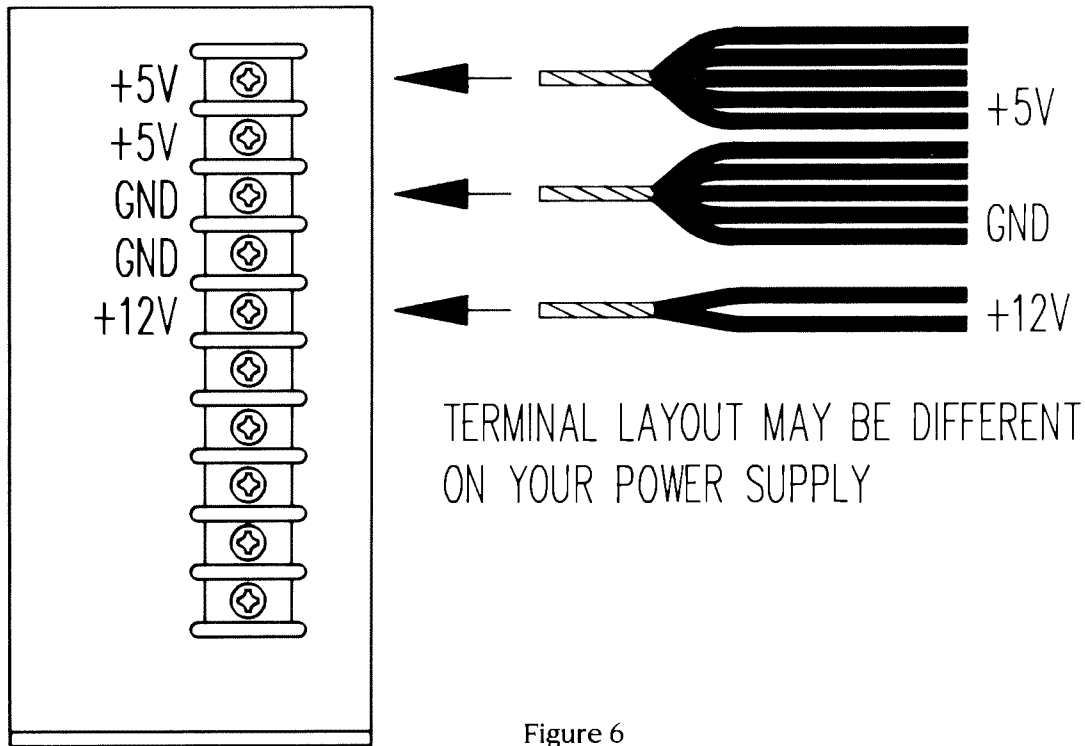 +5V
+5V
GND
GND
+12V
+5V
GND
+12V
TERMINAL LAYOUT MAY BE DIFFERENT
ON YOUR POWER SUPPLY
Figure 6